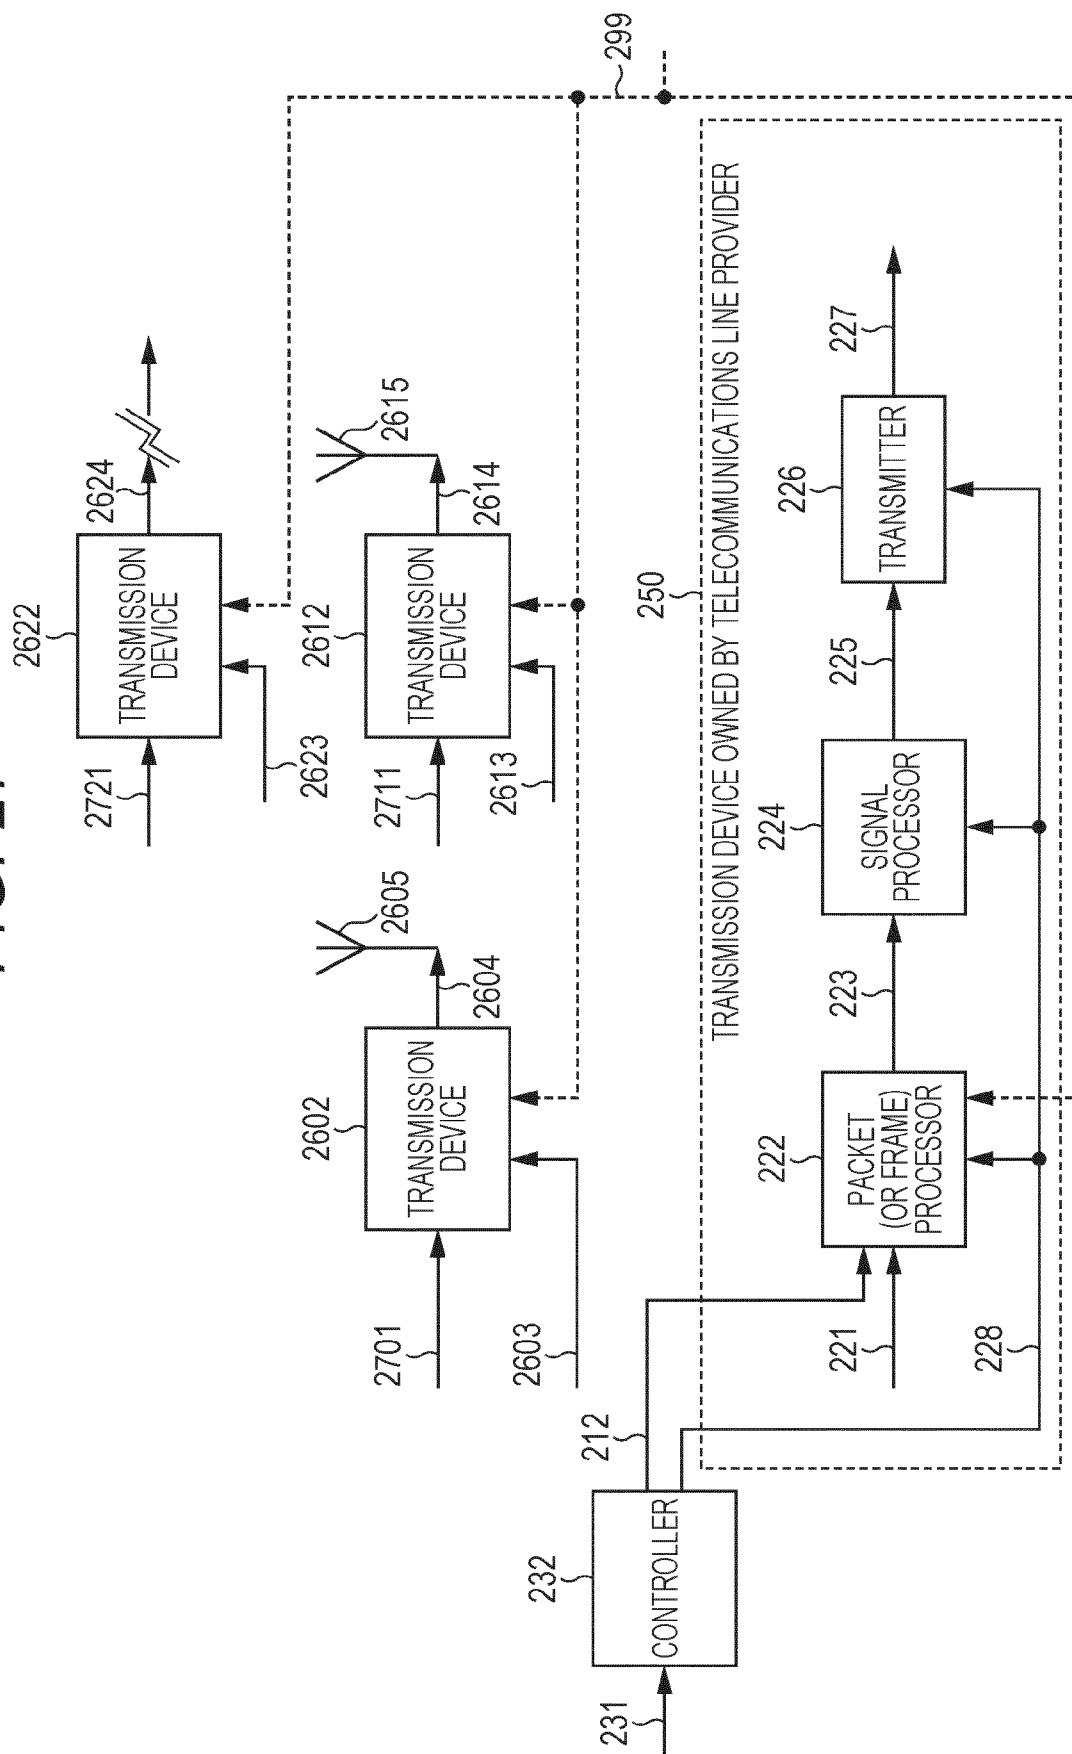 2622
TRANSMISSION
DEVICE
2721
2623
2624
2602
TRANSMISSION
DEVICE
2701
2603
2604
2605
2612
TRANSMISSION
DEVICE
2711
2613
2614
2615
299
231
232
CONTROLLER
212
250
TRANSMISSION DEVICE OWNED BY TELECOMMUNICATIONS LINE PROVIDER
221
222
PACKET
(OR FRAME)
PROCESSOR
223
224
SIGNAL
PROCESSOR
225
226
TRANSMITTER
227
228